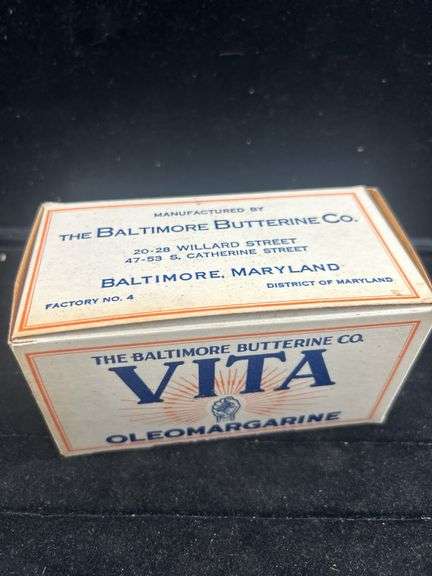 MANUFACTURED BY
THE BALTIMORE BUTTERINE CO.
20-28 WILLARD STREET
47-53 S. CATHERINE STREET
BALTIMORE, MARYLAND
FACTORY NO. 4
DISTRICT OF MARYLAND
THE BALTIMORE BUTTERINE CO.
VITA
OLEOMARGARINE